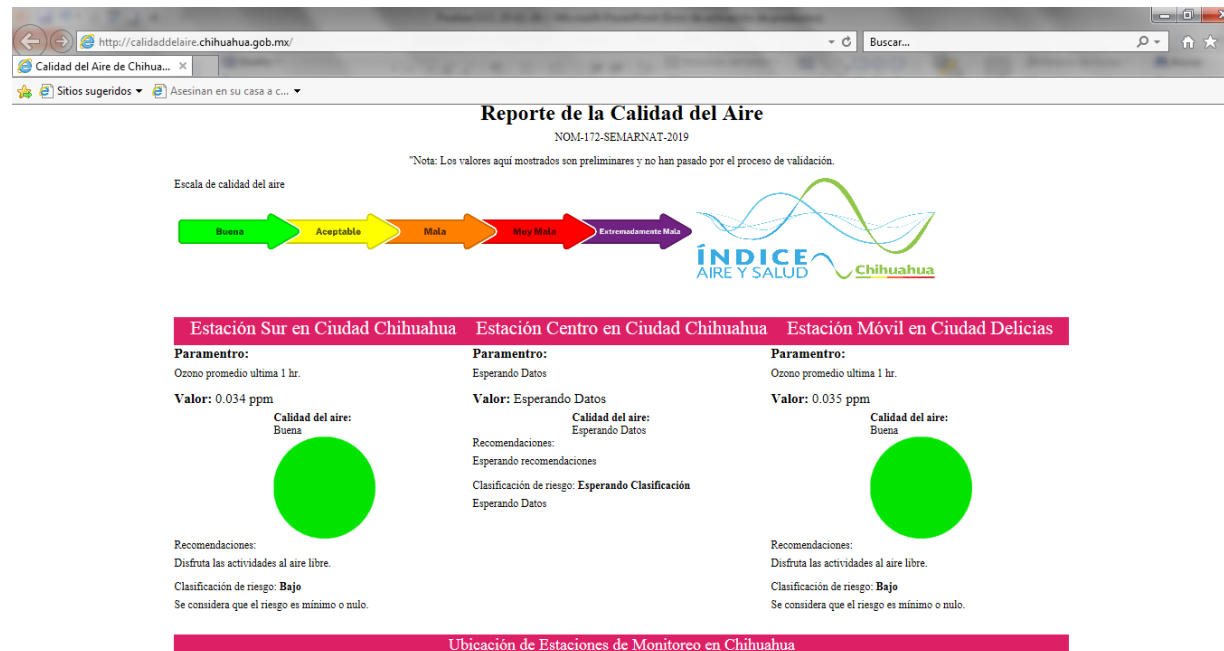 http://calidaddelaire.chihuahua.gob.mx/
Buscar...
Calidad del Aire de Chihua...
Sitios sugeridos
Asesinan en su casa a c...
Reporte de la Calidad del Aire
NOM-172-SEMARNAT-2019
"Nota: Los valores aquí mostrados son preliminares y no han pasado por el proceso de validación.
Escala de calidad del aire
Buena
Aceptable
Mala
Muy Mala
Extremadamente Mala
ÍNDICE
AIRE Y SALUD
Chihuahua
Estación Sur en Ciudad Chihuahua
Paramentro:
Ozono promedio ultima 1 hr.
Valor: 0.034 ppm
Calidad del aire:
Buena
Recomendaciones:
Disfruta las actividades al aire libre.
Clasificación de riesgo: Bajo
Se considera que el riesgo es mínimo o nulo.
Estación Centro en Ciudad Chihuahua
Paramentro:
Esperando Datos
Valor: Esperando Datos
Calidad del aire:
Esperando Datos
Recomendaciones:
Esperando recomendaciones
Clasificación de riesgo: Esperando Clasificación
Esperando Datos
Estación Móvil en Ciudad Delicias
Paramentro:
Ozono promedio ultima 1 hr.
Valor: 0.035 ppm
Calidad del aire:
Buena
Recomendaciones:
Disfruta las actividades al aire libre.
Clasificación de riesgo: Bajo
Se considera que el riesgo es mínimo o nulo.
Ubicación de Estaciones de Monitoreo en Chihuahua